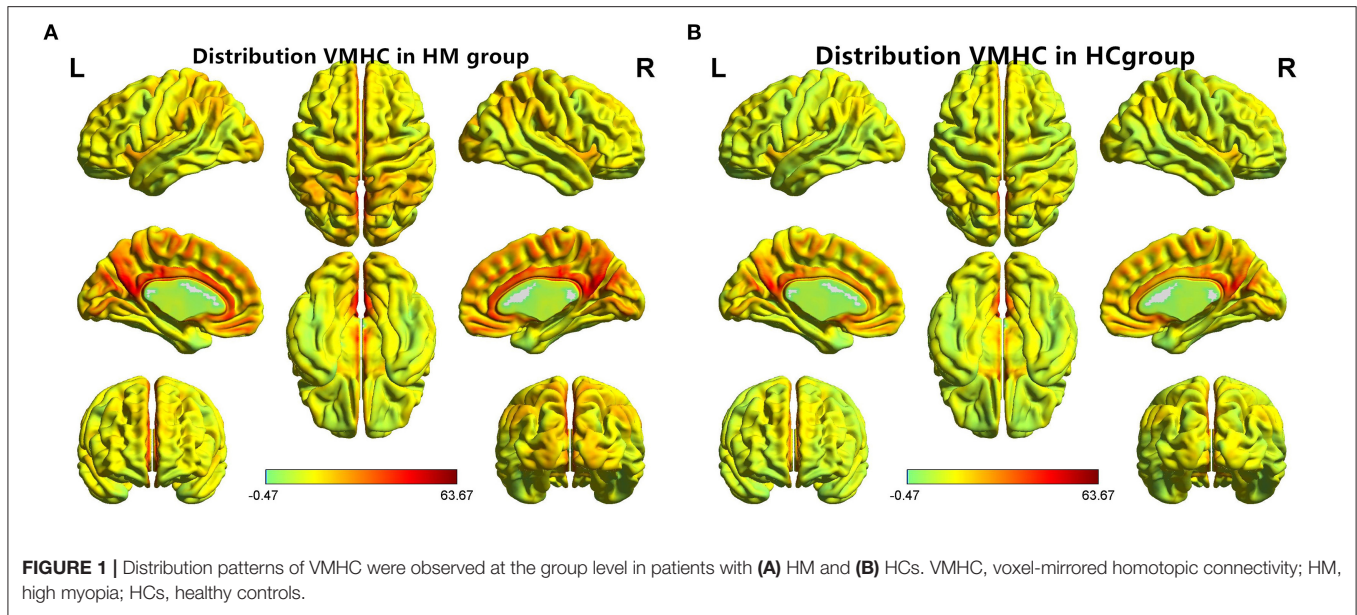 A
Distribution VMHC in HM group
L
R
-0.47
63.67
B
Distribution VMHC in HCgroup
L
R
-0.47
63.67
FIGURE 1 | Distribution patterns of VMHC were observed at the group level in patients with (A) HM and (B) HCs. VMHC, voxel-mirrored homotopic connectivity; HM,
high myopia; HCs, healthy controls.